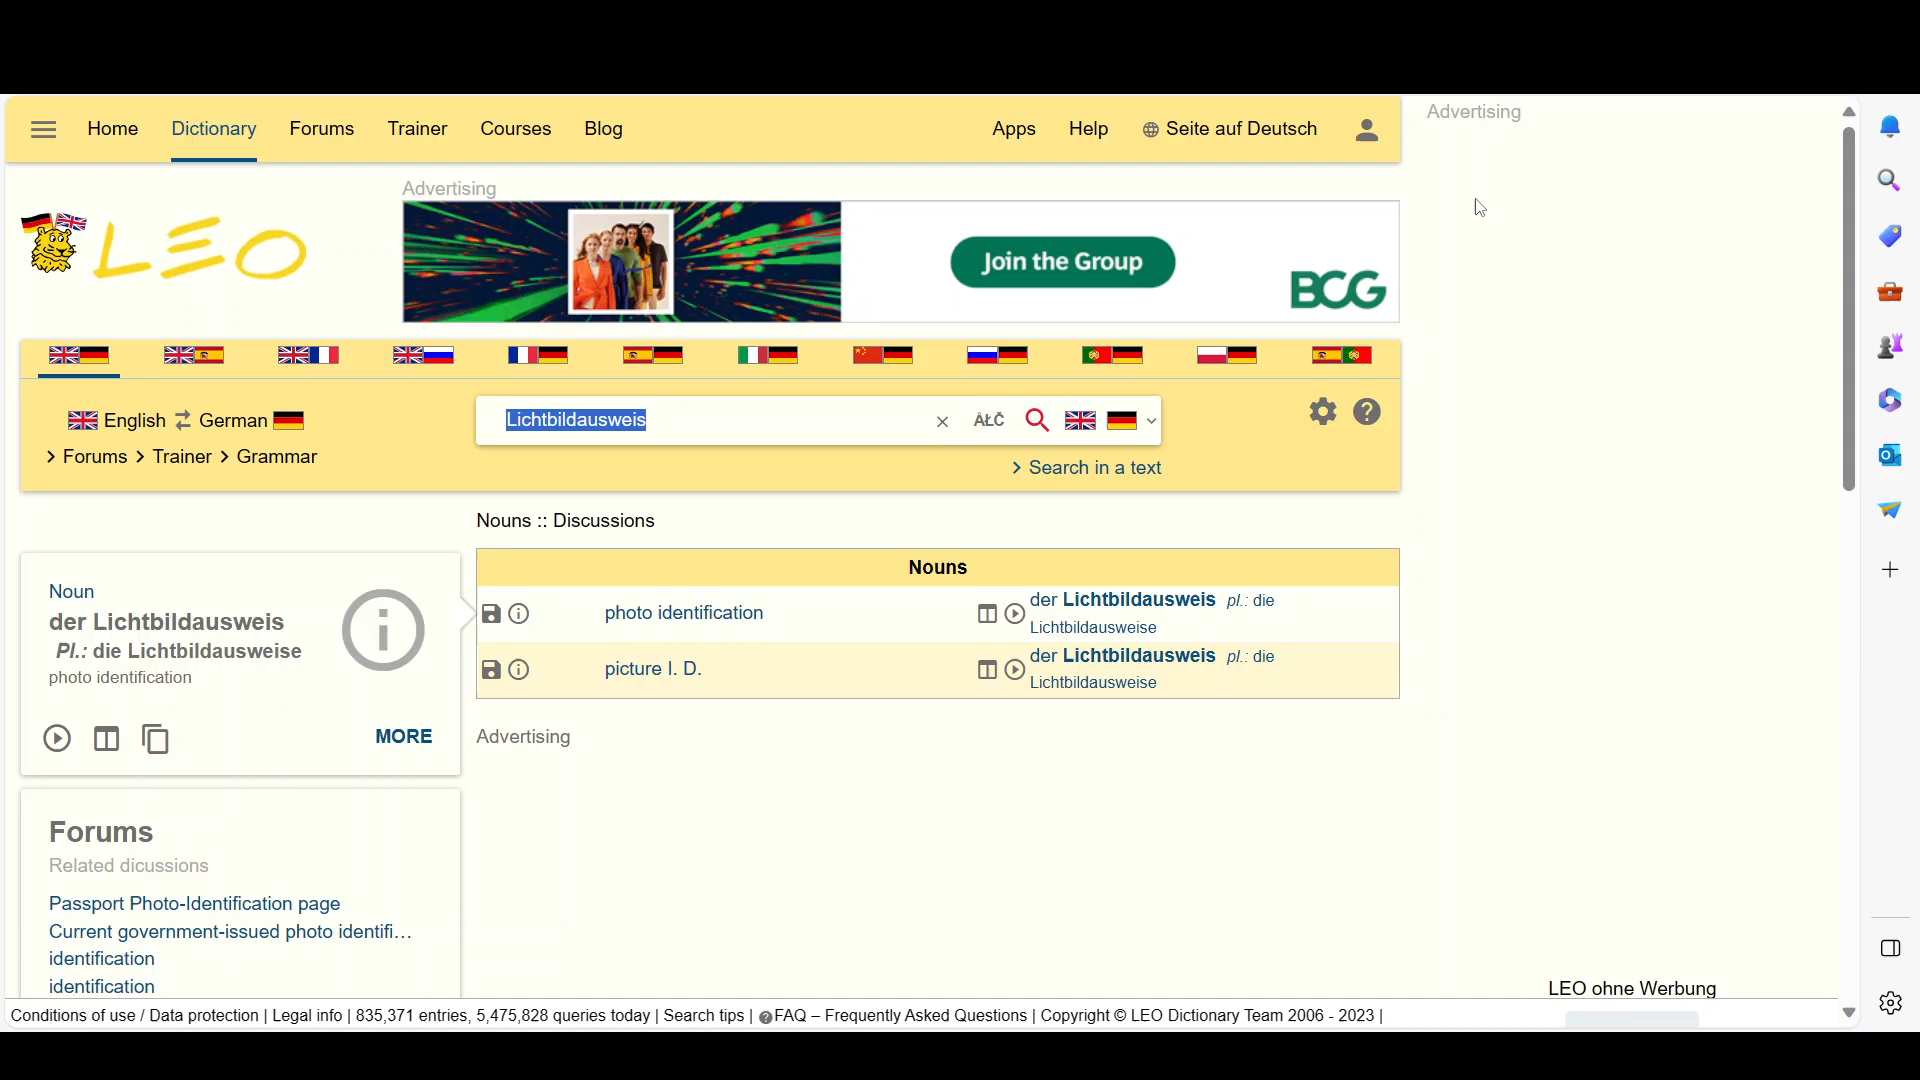 Home Dictionary Forums Trainer Courses Blog Apps Help Seite auf Deutsch
Advertising
Advertising
LEO
Join the Group
BCG
English German
Lichtbildausweis
ÂŁČ
Forums Trainer Grammar
Search in a text
Nouns :: Discussions
Nouns
photo identification
der Lichtbildausweis pl.: die
Lichtbildausweise
picture I. D.
der Lichtbildausweis pl.: die
Lichtbildausweise
Advertising
Noun
der Lichtbildausweis
Pl.: die Lichtbildausweise
photo identification
MORE
Forums
Related dicussions
Passport Photo-Identification page
Current government-issued photo identifi...
identification
identification
LEO ohne Werbung
Conditions of use / Data protection | Legal info | 835,371 entries, 5,475,828 queries today | Search tips | FAQ – Frequently Asked Questions | Copyright © LEO Dictionary Team 2006 - 2023 |